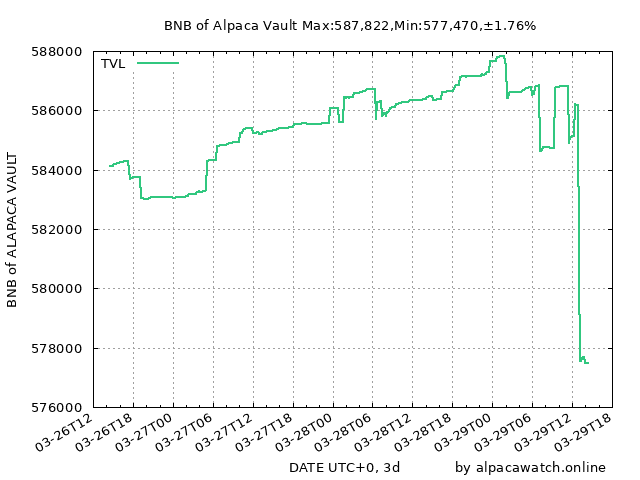 BNB of Alpaca Vault Max:587,822,Min:577,470,±1.76%
588000
TVL
586000
584000
582000
580000
578000
576000
BNB of ALAPACA VAULT
03-26T12
03-26T18
03-27T00
03-27T06
03-27T12
03-27T18
03-28T00
03-28T06
03-28T12
03-28T18
03-29T00
03-29T06
03-29T12
03-29T18
DATE UTC+0, 3d
by alpacawatch.online